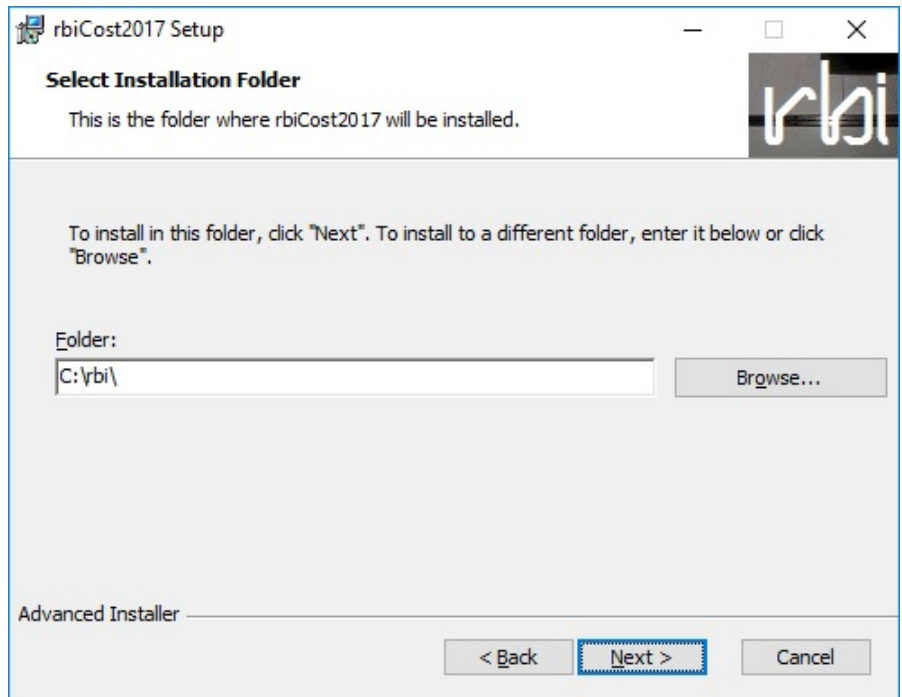 rbiCost2017 Setup
Select Installation Folder
This is the folder where rbiCost2017 will be installed.
rbi
To install in this folder, click "Next". To install to a different folder, enter it below or click
"Browse".
Folder:
C:\rbi\
Browse...
Advanced Installer
< Back
Next >
Cancel